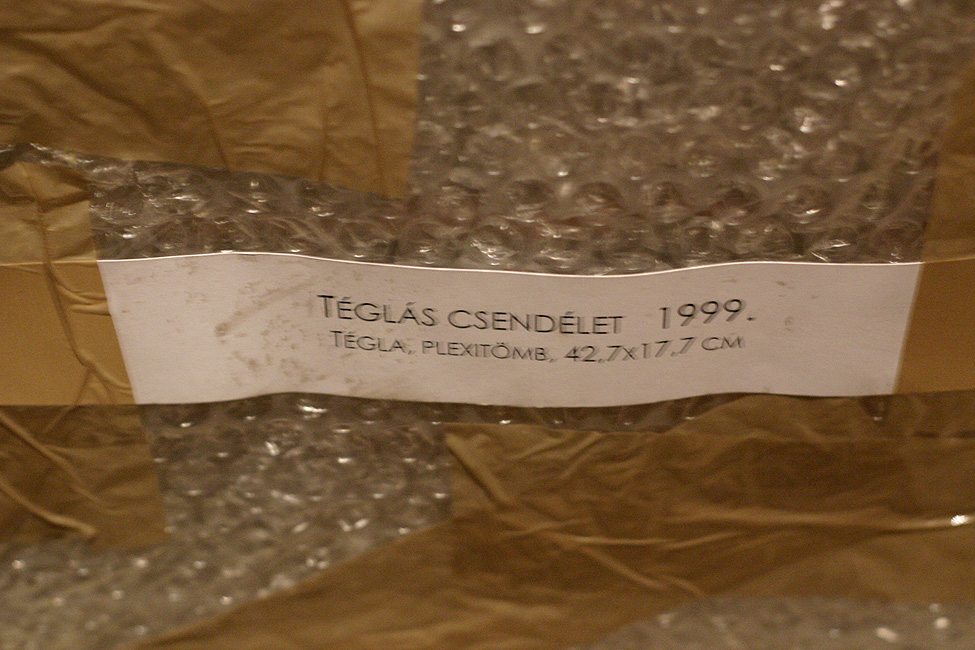 TÉGLÁS CSENDÉLET 1999.
TÉGLA, PLEXITÖMB, 42,7x17,7 CM